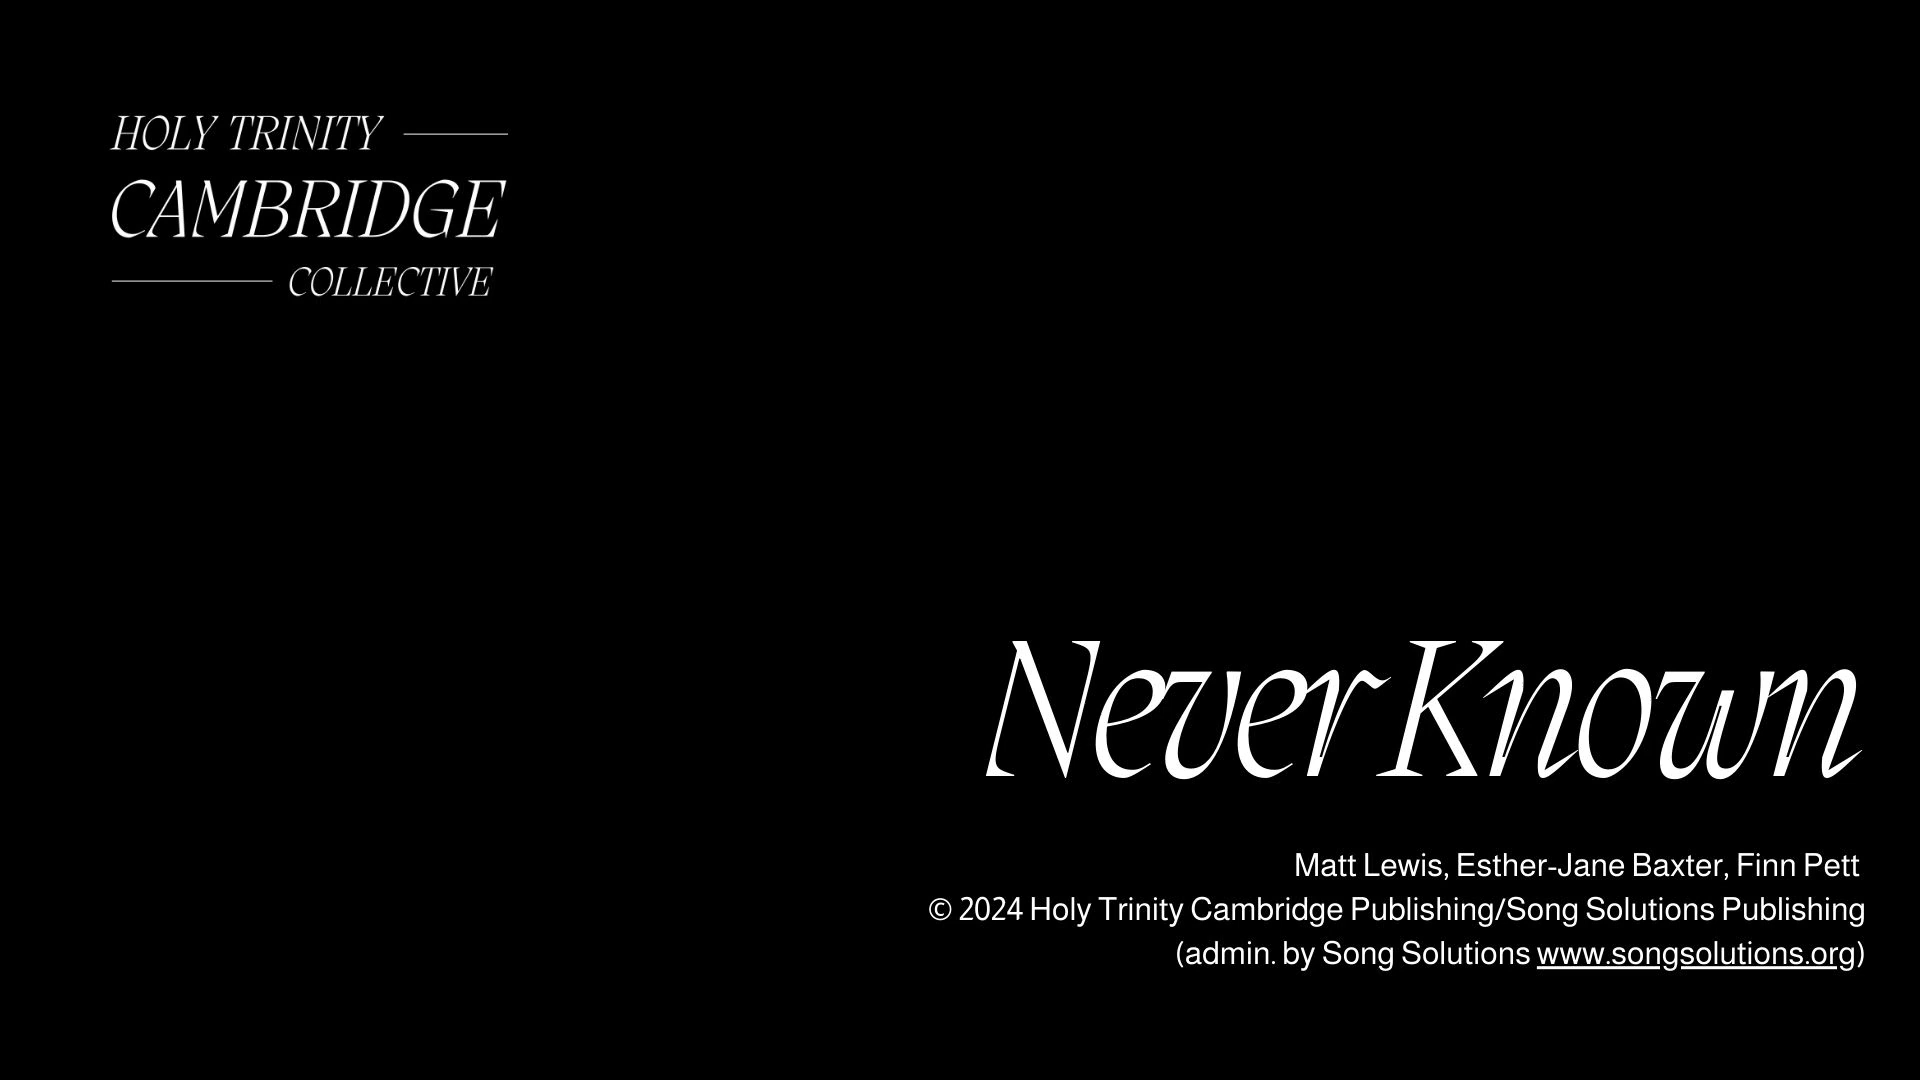 HOLY TRINITY
CAMBRIDGE
COLLECTIVE
Never Known
Matt Lewis, Esther-Jane Baxter, Finn Pett
© 2024 Holy Trinity Cambridge Publishing/Song Solutions Publishing
(admin. by Song Solutions www.songsolutions.org)